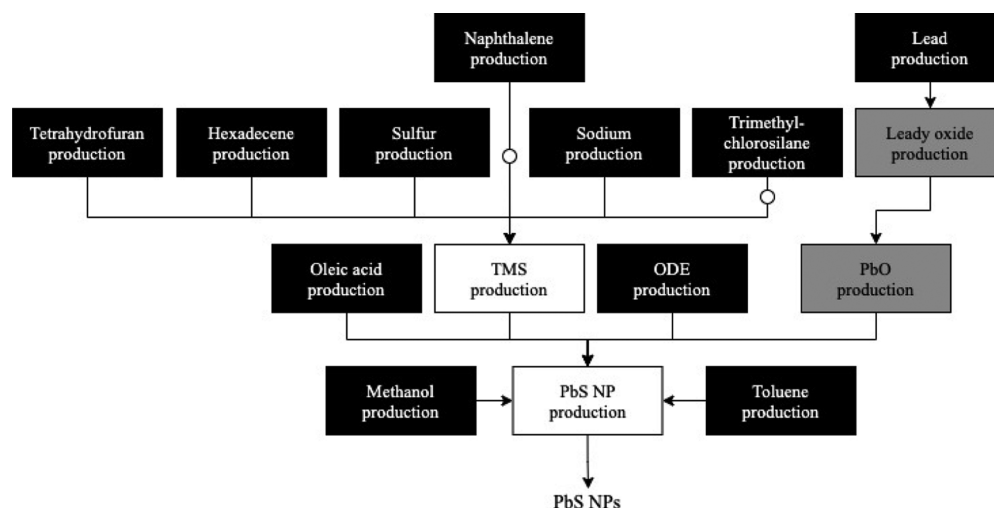 Naphthalene
production
Lead
production
Tetrahydrofuran
production
Hexadecene
production
Sulfur
production
Sodium
production
Trimethyl-
chlorosilane
production
Leady oxide
production
Oleic acid
production
TMS
production
ODE
production
PbO
production
Methanol
production
PbS NP
production
Toluene
production
PbS NPs